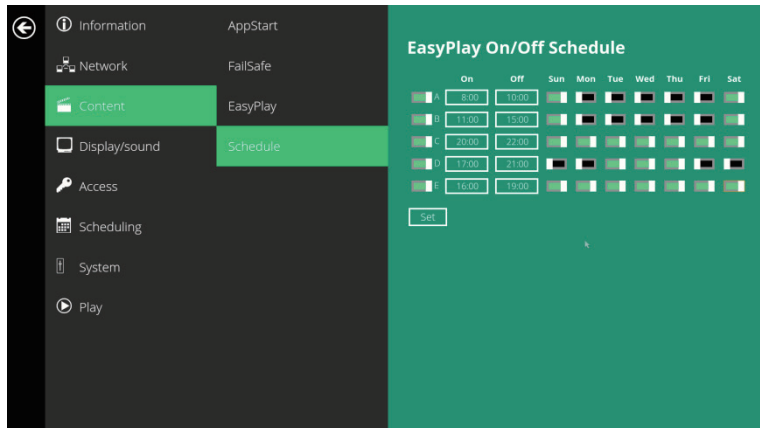 Information
Network
Content
Display/sound
Access
Scheduling
System
Play
AppStart
FailSafe
EasyPlay
Schedule
EasyPlay On/Off Schedule
On Off Sun Mon Tue Wed Thu Fri Sat
A 8:00 10:00
B 11:00 15:00
C 20:00 22:00
D 17:00 21:00
E 16:00 19:00
Set